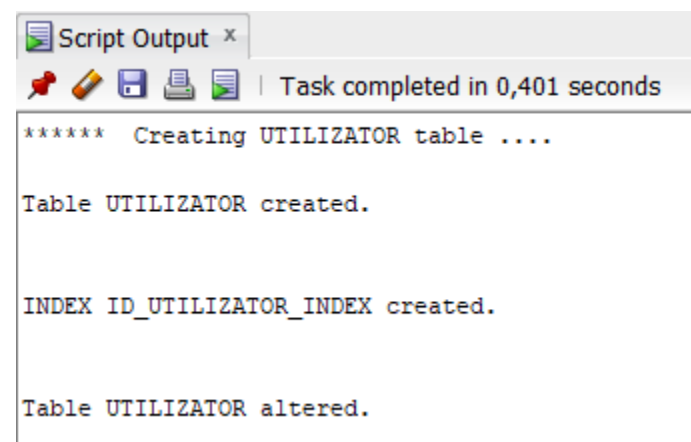 Script Output x
Task completed in 0,401 seconds
****** Creating UTILIZATOR table ....
Table UTILIZATOR created.
INDEX ID_UTILIZATOR_INDEX created.
Table UTILIZATOR altered.